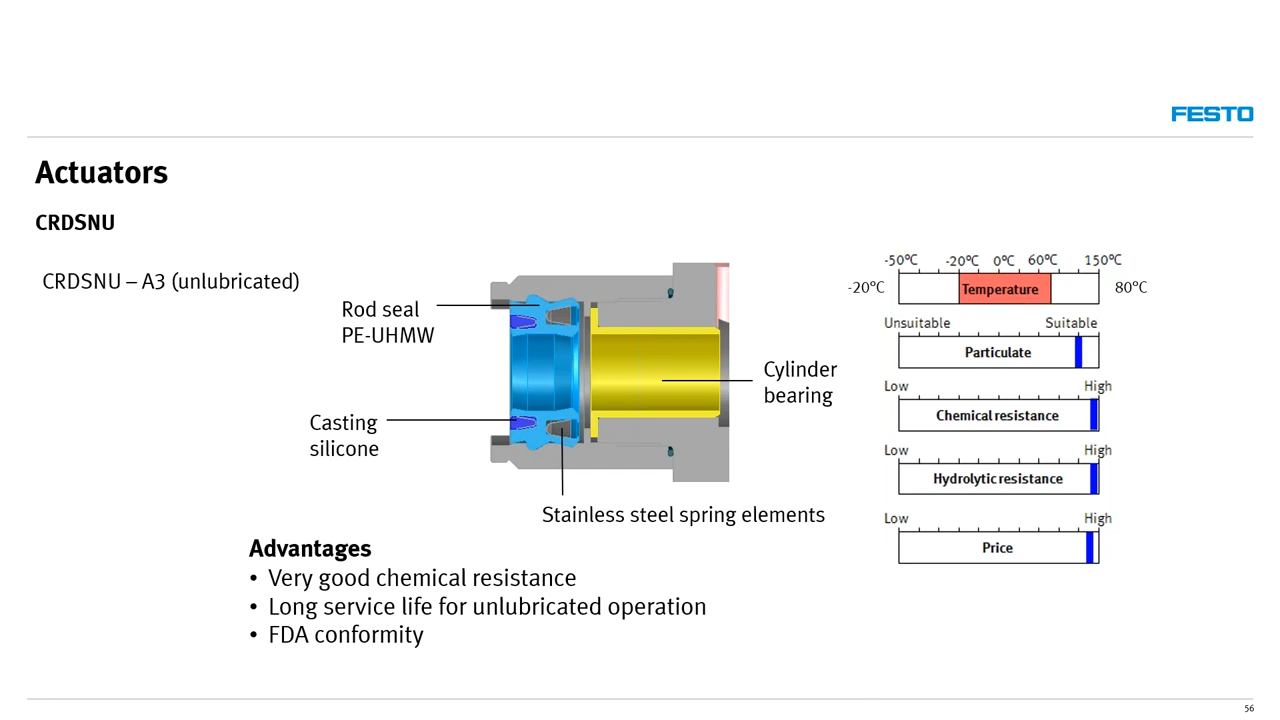 FESTO
Actuators
CRDSNU
CRDSNU – A3 (unlubricated)
Rod seal
PE-UHMW
Casting
silicone
Cylinder
bearing
Stainless steel spring elements
-50°C -20°C 0°C 60°C 150°C
-20°C Temperature 80°C
Unsuitable Suitable
Particulate
Low High
Chemical resistance
Low High
Hydrolytic resistance
Low High
Price
Advantages
• Very good chemical resistance
• Long service life for unlubricated operation
• FDA conformity
56